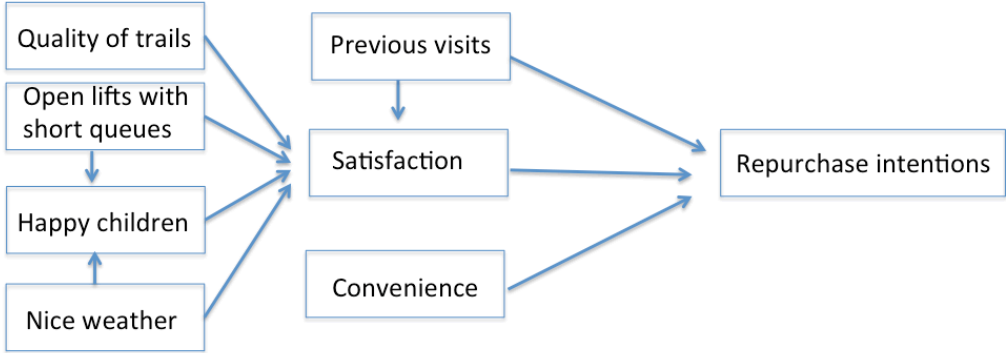 Quality of trails
Open lifts with
short queues
Happy children
Nice weather
Previous visits
Satisfaction
Convenience
Repurchase intentions